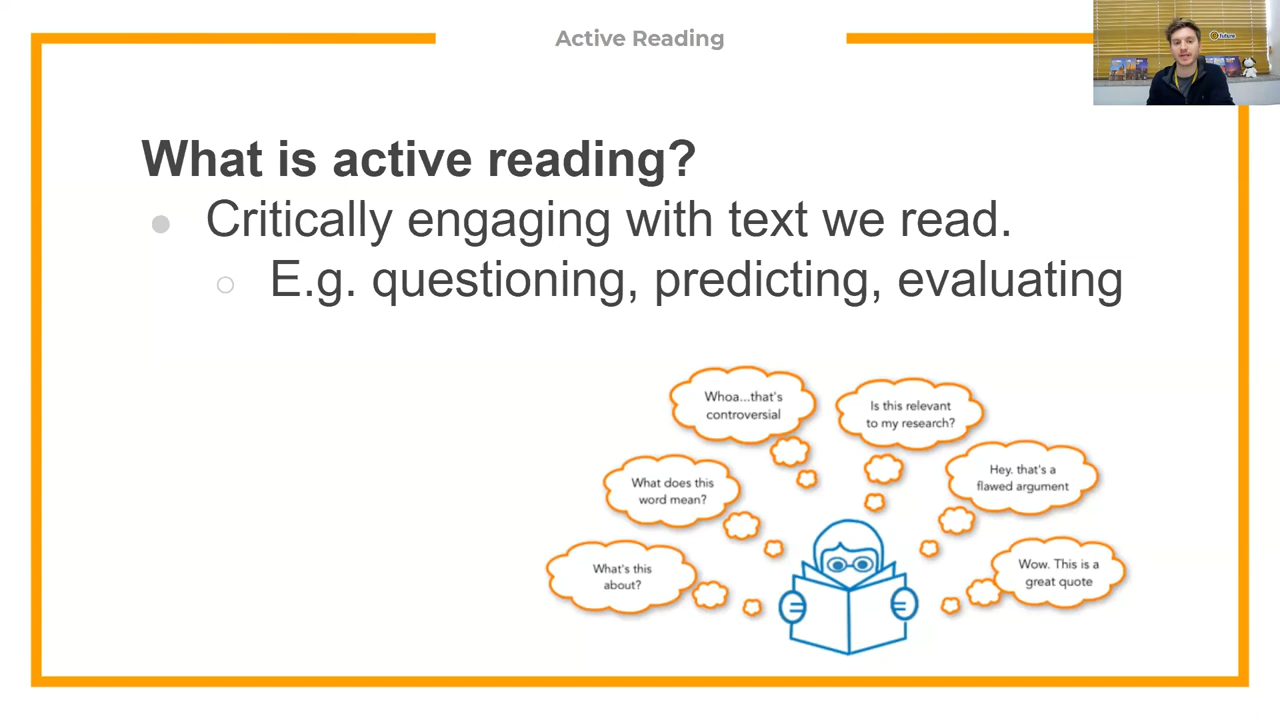 Active Reading
future
What is active reading?
Critically engaging with text we read.
E.g. questioning, predicting, evaluating
Whoa...that's
controversial
Is this relevant
to my research?
What does this
word mean?
Hey. that's a
flawed argument
What's this
about?
Wow. This is a
great quote